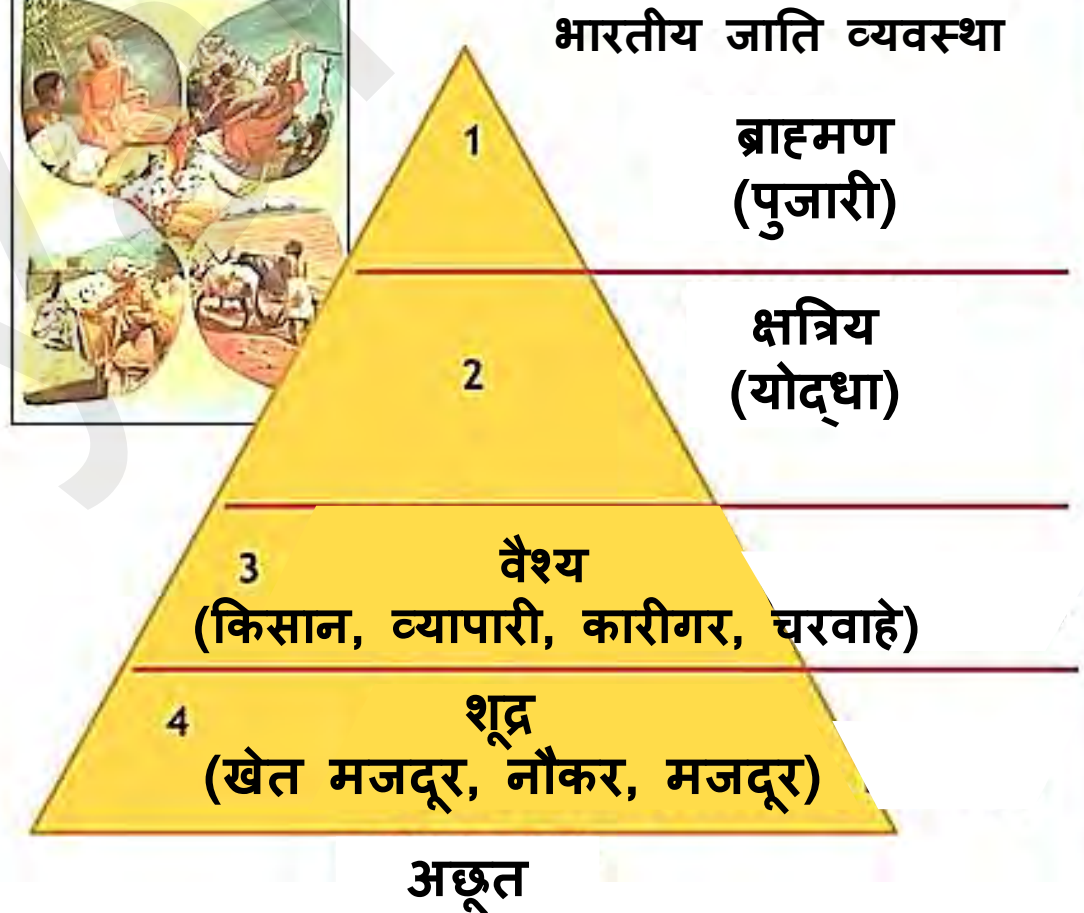 भारतीय जाति व्यवस्था
1
ब्राह्मण
(पुजारी)
क्षत्रिय
2
(योद्धा)
3
वैश्य
(किसान, व्यापारी, कारीगर, चरवाहे)
4
शूद्र
(खेत मजदूर, नौकर, मजदूर)
अछूत